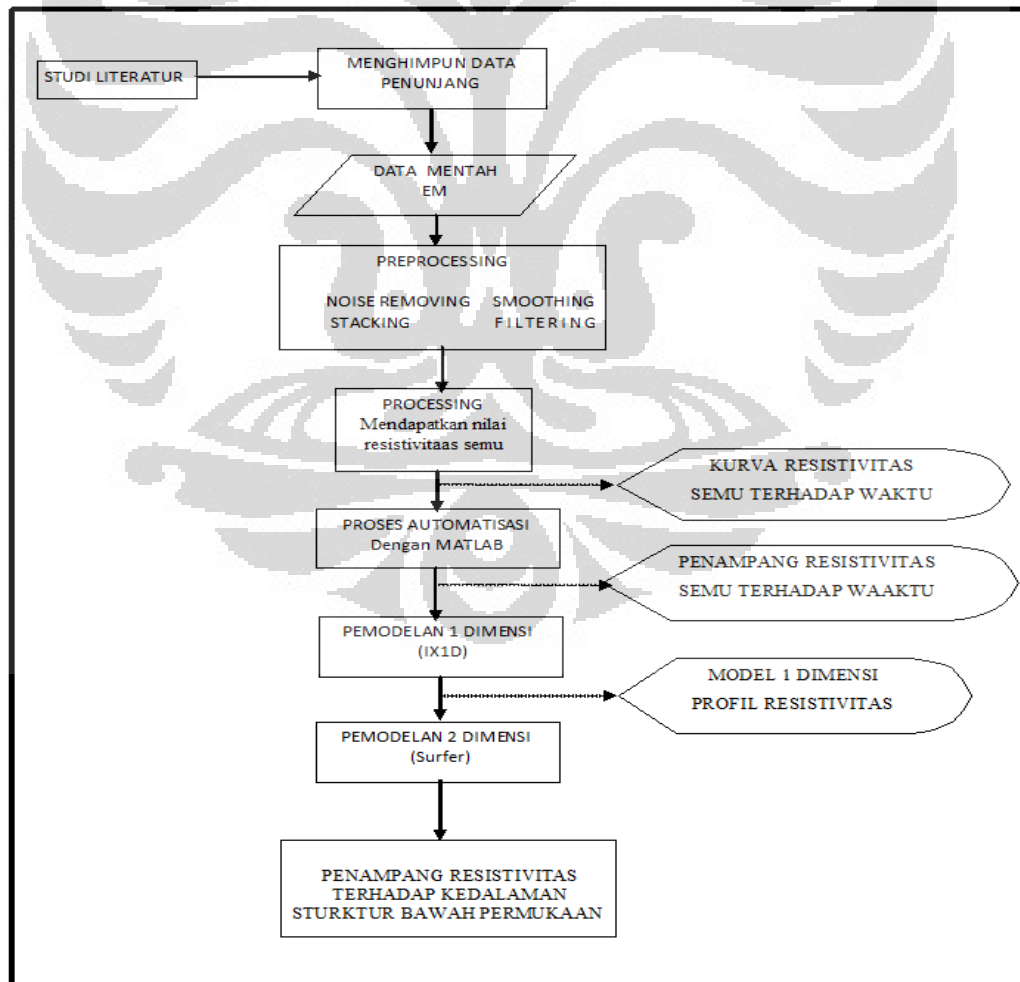 STUDI LITERATUR
MENGHIMPUN DATA
PENUNJANG
DATA MENTAH
EM
PREPROCESSING
NOISE REMOVING SMOOTHING
STACKING F I L T E R I N G
PROCESSING
Mendapatkan nilai
resistivitaas semu
KURVA RESISTIVITAS
SEMU TERHADAP WAKTU
PROSES AUTOMATISASI
Dengan MATLAB
PENAMPANG RESISTIVITAS
SEMU TERHADAP WAAKTU
PEMODELAN 1 DIMENSI
(IX1D)
MODEL 1 DIMENSI
PROFIL RESISTIVITAS
PEMODELAN 2 DIMENSI
(Surfer)
PENAMPANG RESISTIVITAS
TERHADAP KEDALAMAN
STURKTUR BAWAH PERMUKAAN